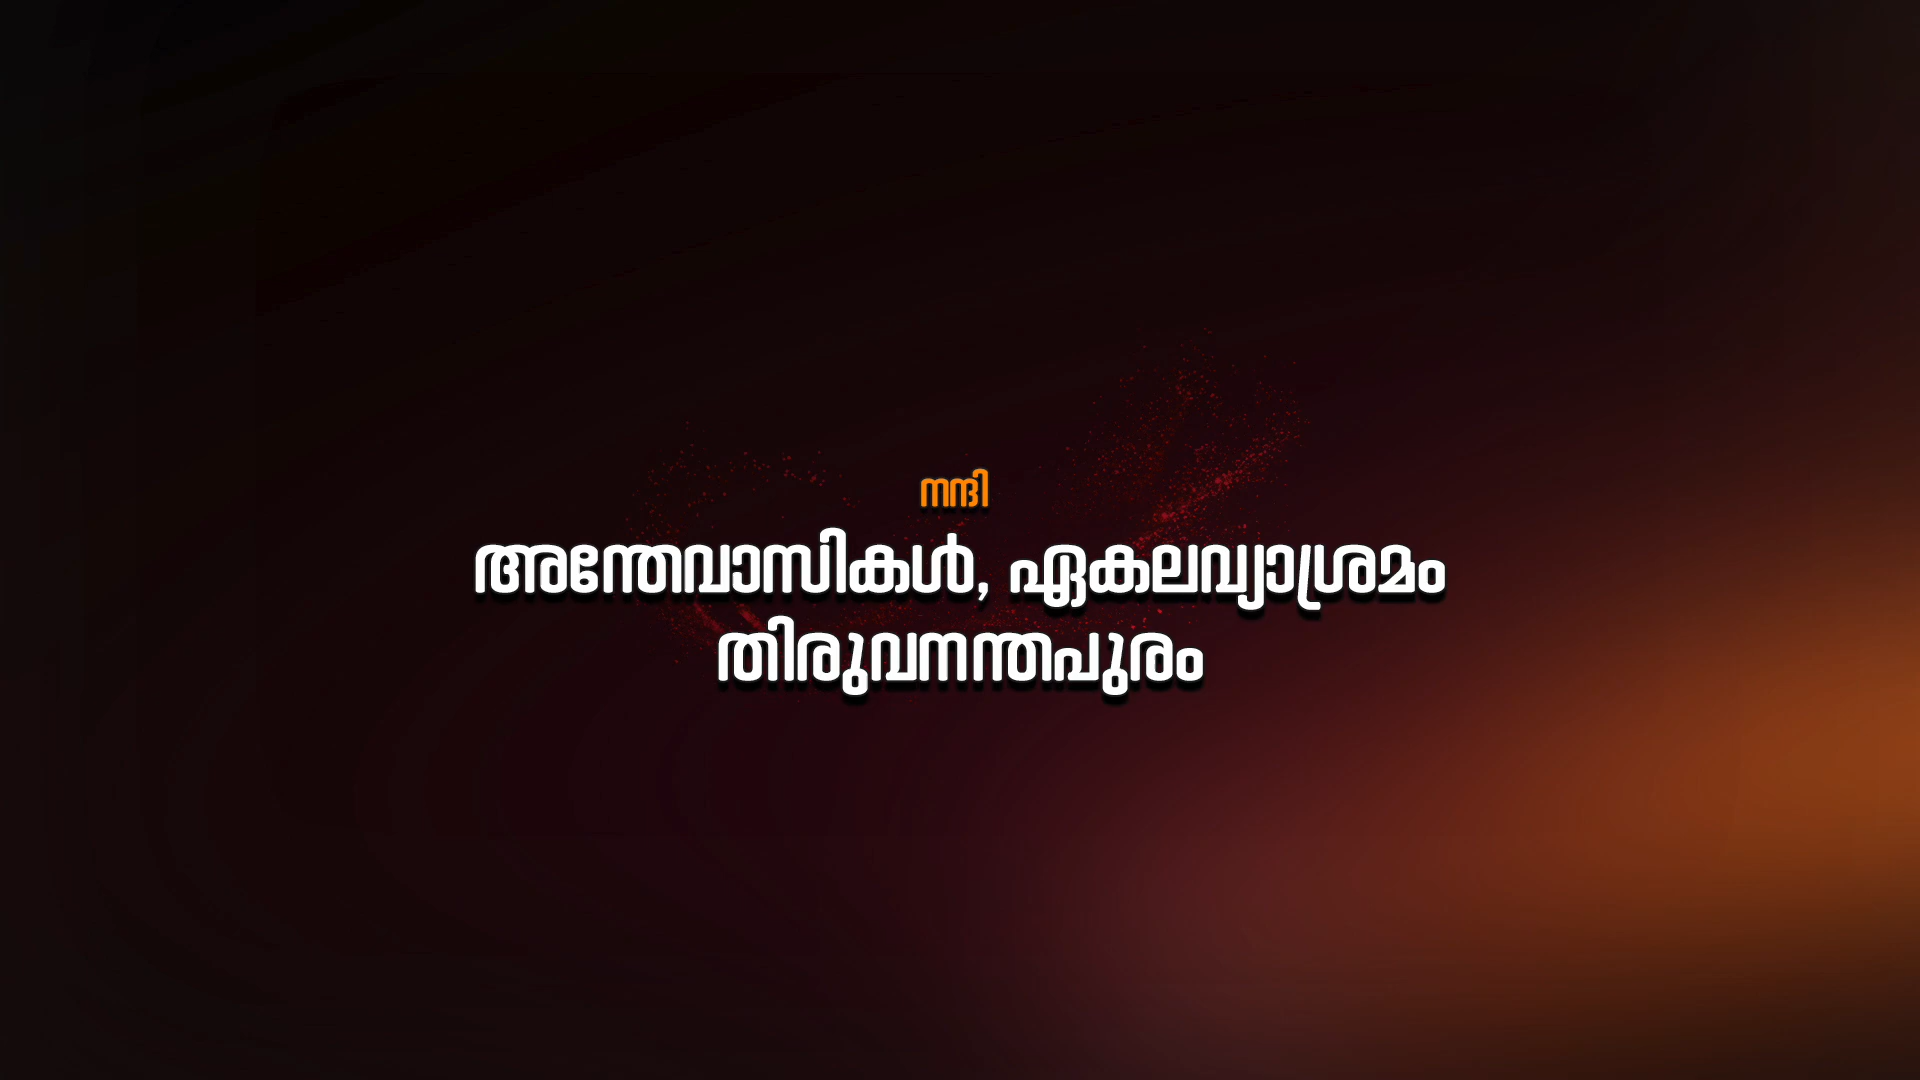 നന്ദി
അന്തേവാസികൾ, ഏകലവ്യാശ്രമം
തിരുവനന്തപുരം